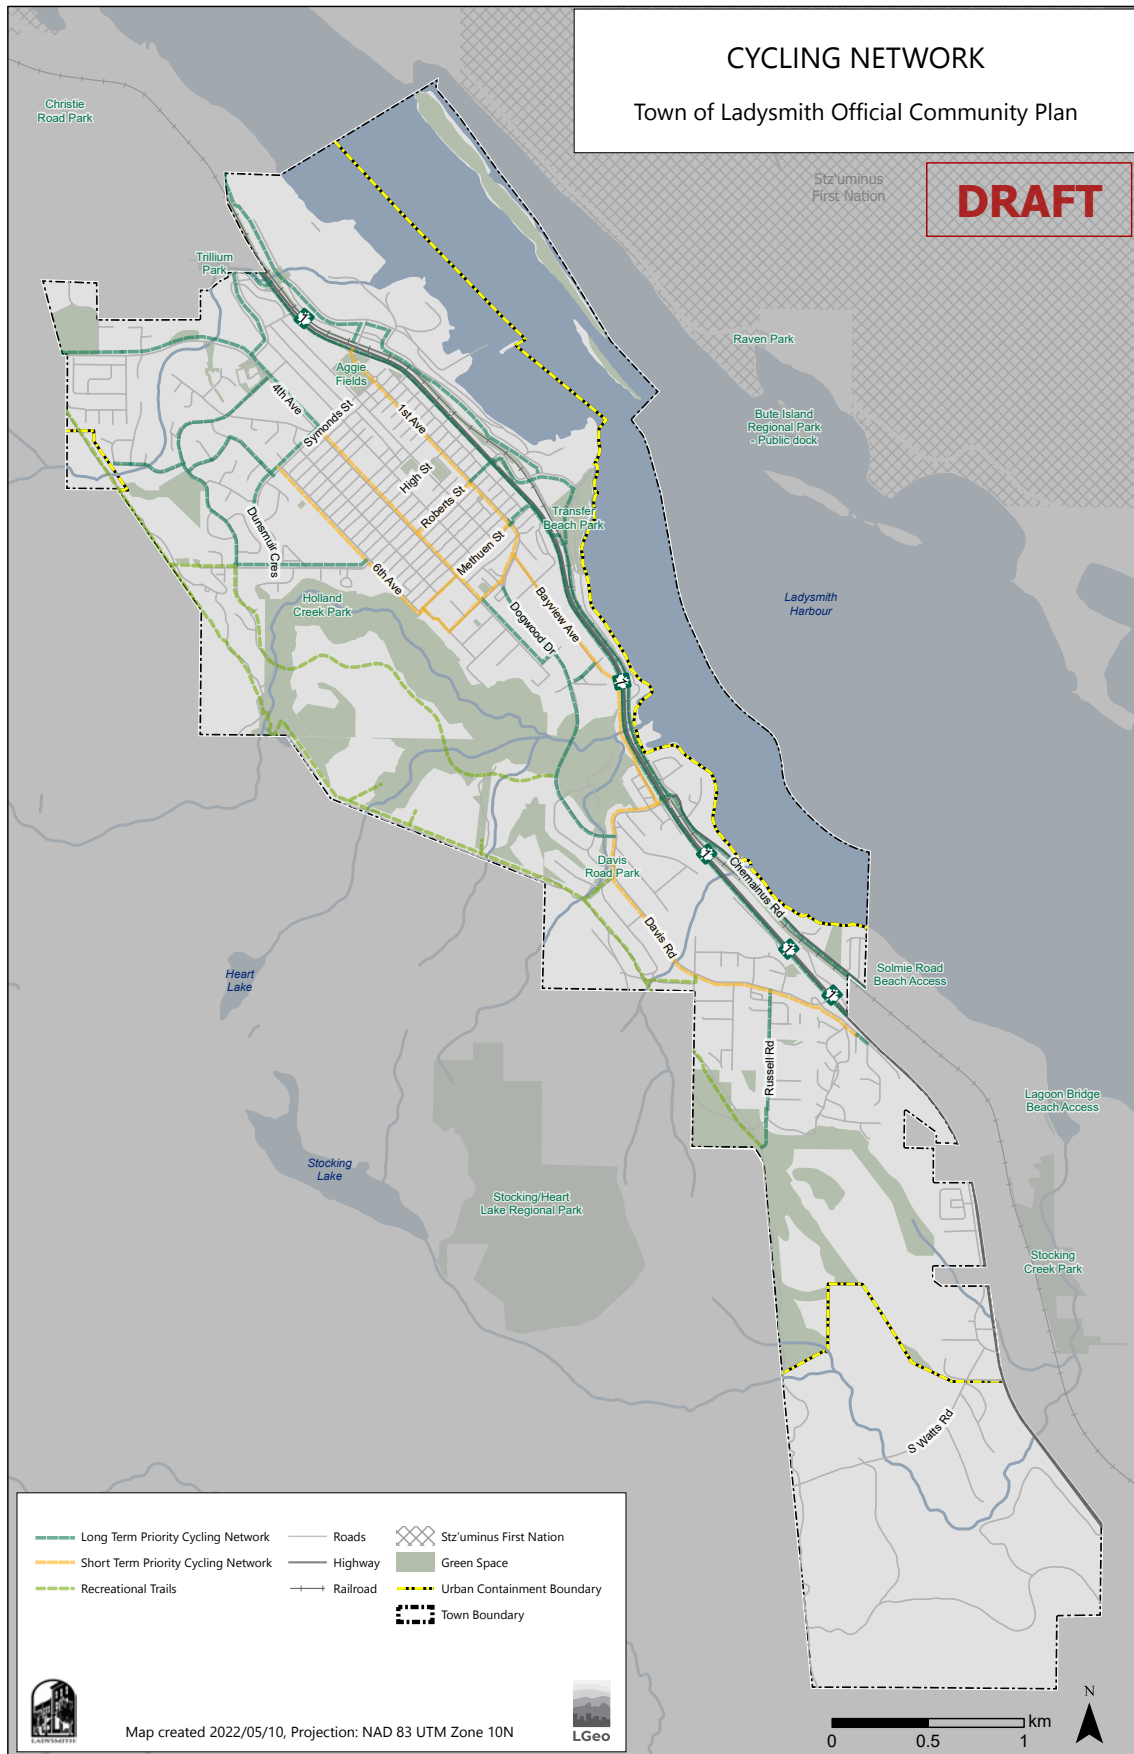 CYCLING NETWORK
Town of Ladysmith Official Community Plan
DRAFT
Christie
Road Park
Stz'uminus
First Nation
Trillium
Park
1
Raven Park
Aggie
Fields
4th Ave
Symonds St
1st Ave
Bute Island
Regional Park
- Public dock
High St
Roberts St
Transfer
Beach Park
Dunsmuir Cres
Methuen St
6th Ave
Holland
Creek Park
Bayview Ave
Dogwood Dr
Ladysmith
Harbour
1
1
Davis
Road Park
Chemainus Rd
Davis Rd
1
Heart
Lake
Solmie Road
Beach Access
1
Russell Rd
Lagoon Bridge
Beach Access
Stocking
Lake
Stocking/Heart
Lake Regional Park
Stocking
Creek Park
S Watts Rd
Long Term Priority Cycling Network
Short Term Priority Cycling Network
Recreational Trails
Roads
Highway
Railroad
Stz'uminus First Nation
Green Space
Urban Containment Boundary
Town Boundary
LADYSMITH
Map created 2022/05/10, Projection: NAD 83 UTM Zone 10N
LGeo
km
0 0.5 1
N